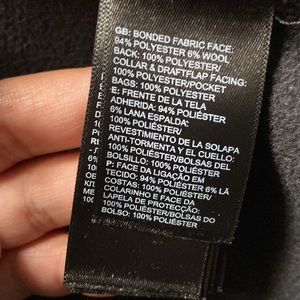 GB: BONDED FABRIC FACE:
94% POLYESTER 6% WOOL
BACK: 100% POLYESTER/
COLLAR & DRAFTFLAP FACING:
100% POLYESTER/POCKET
BAGS: 100% POLYESTER
E: FRENTE DE LA TELA
ADHERIDA: 94% POLIÉSTER
6% LANA ESPALDA:
100% POLIÉSTER/
REVESTIMIENTO DE LA SOLAPA
ANTI-TORMENTA Y EL CUELLO:
100% POLIÉSTER/BOLSAS DEL
BOLSILLO: 100% POLIÉSTER
P: FACE DA LIGAÇÃO EM
TECIDO: 94% POLIÉSTER 6% LÃ
COSTAS: 100% POLIÉSTER/
COLARINHO E FACE DA
LAPELA DE PROTECÇÃO:
100% POLIÉSTER/BOLSAS DO
BOLSO: 100% POLIÉSTER